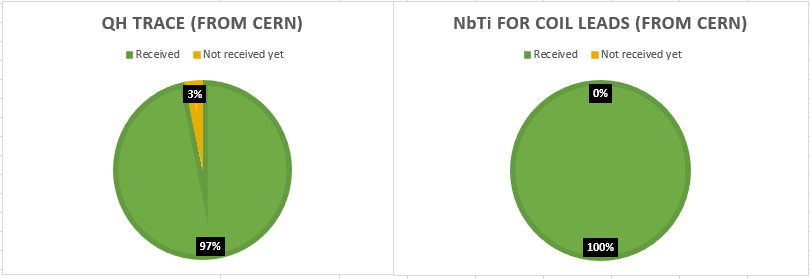 QH TRACE (FROM CERN)
Received Not received yet
3%
97%
NbTi FOR COIL LEADS (FROM CERN)
Received Not received yet
0%
100%